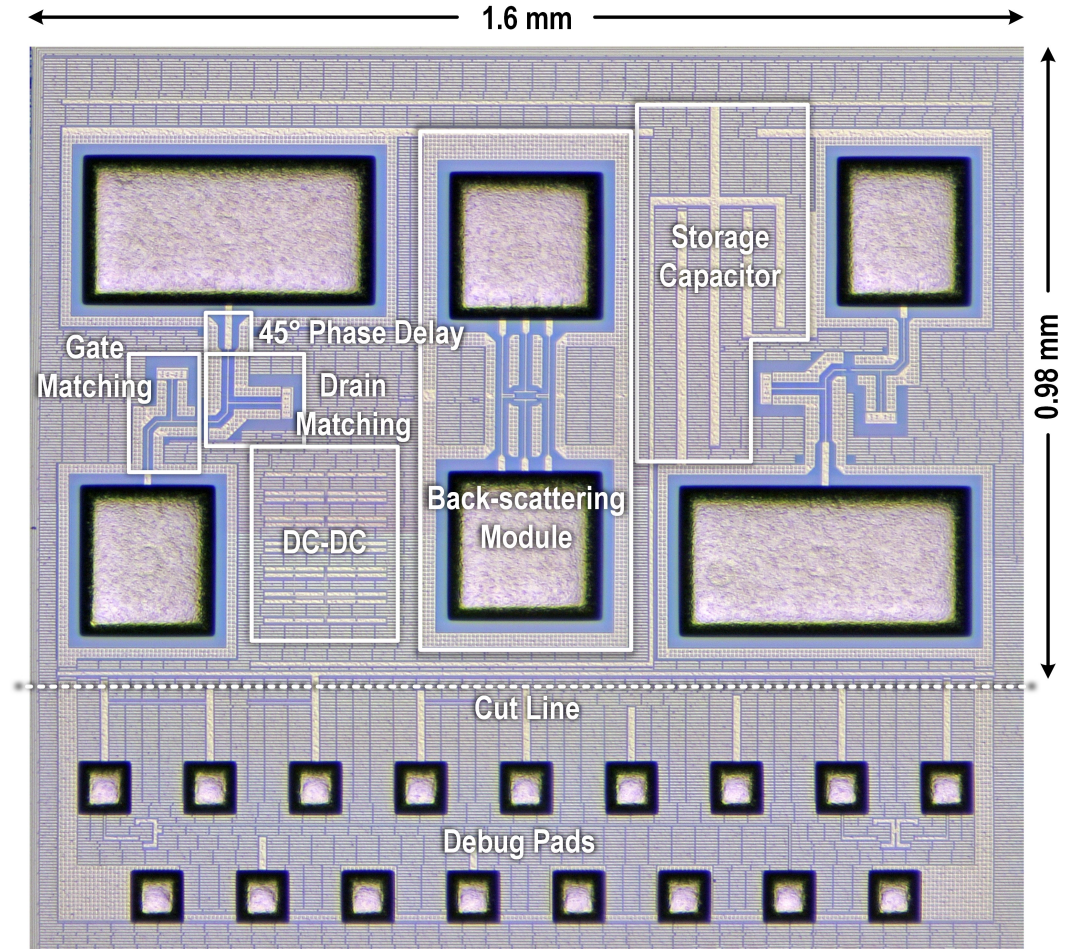 1.6 mm
0.98 mm
Storage
Capacitor
45° Phase Delay
Gate
Matching
Drain
Matching
Back-scattering
Module
DC-DC
Cut Line
Debug Pads